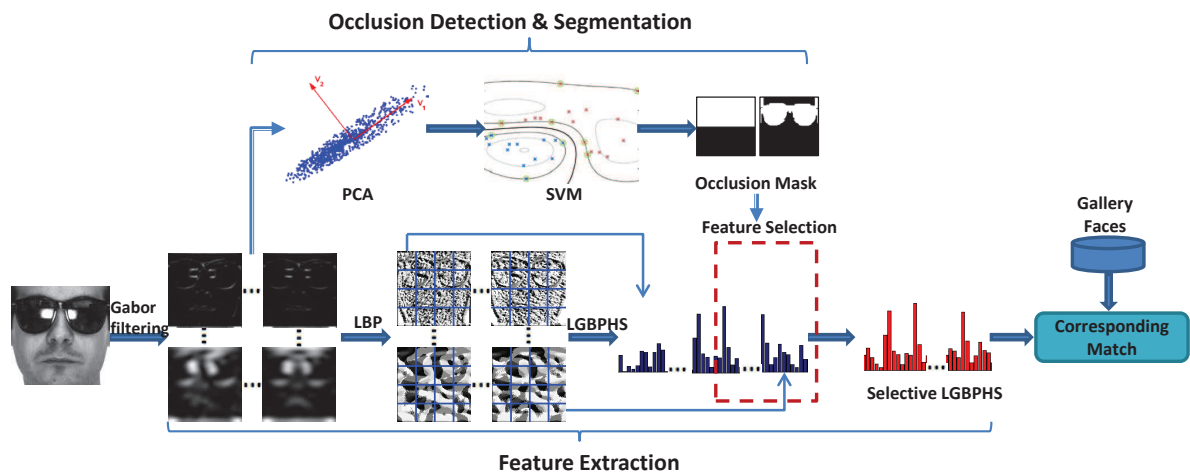 Occlusion Detection & Segmentation
V2
V1
PCA
SVM
Occlusion Mask
Gallery
Faces
Feature Selection
Gabor
filtering
LBP
LGBPHS
Corresponding
Match
Selective LGBPHS
Feature Extraction